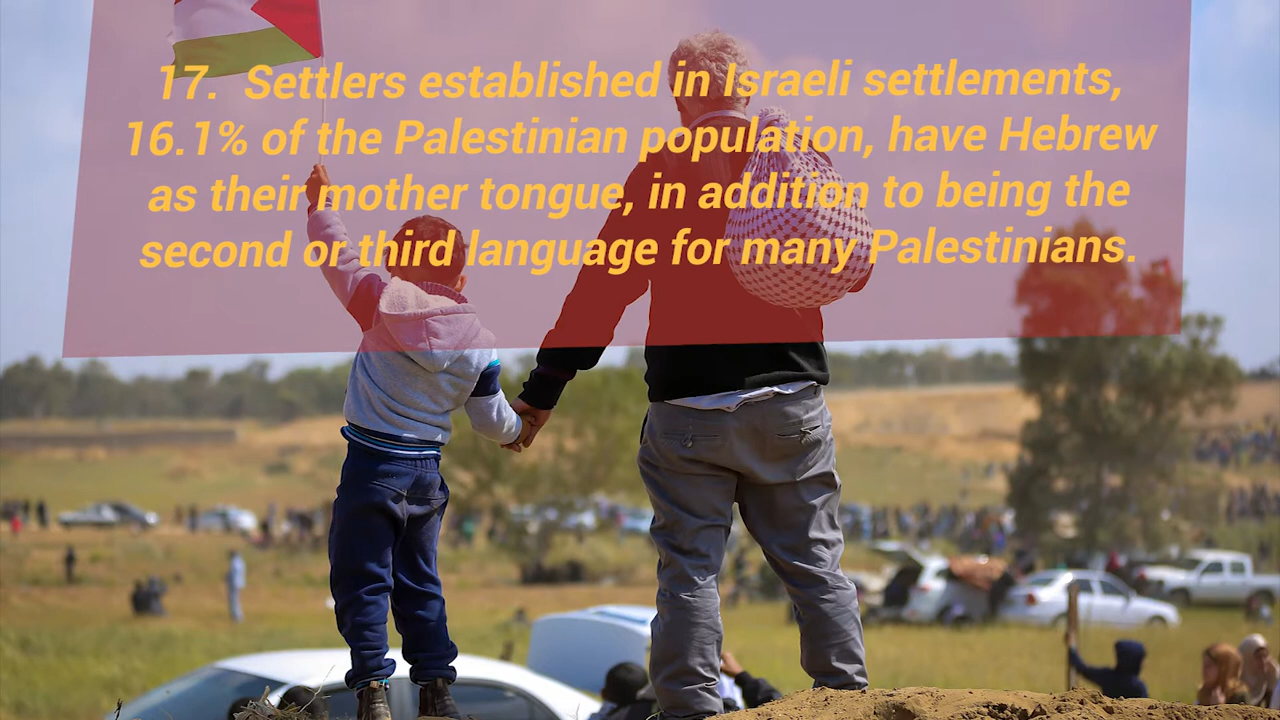 17. Settlers established in Israeli settlements,
16.1% of the Palestinian population, have Hebrew
as their mother tongue, in addition to being the
second or third language for many Palestinians.